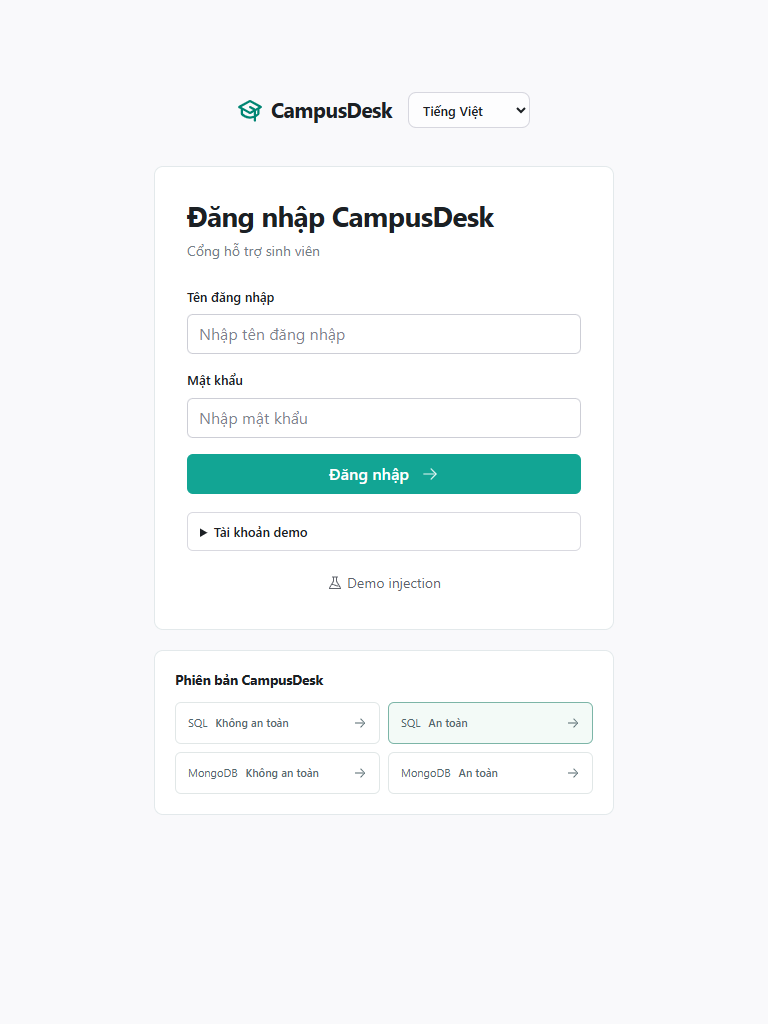 CampusDesk
Tiếng Việt
Đăng nhập CampusDesk
Cổng hỗ trợ sinh viên
Tên đăng nhập
Nhập tên đăng nhập
Mật khẩu
Nhập mật khẩu
Đăng nhập →
Tài khoản demo
Demo injection
Phiên bản CampusDesk
SQL Không an toàn →
SQL An toàn →
MongoDB Không an toàn →
MongoDB An toàn →